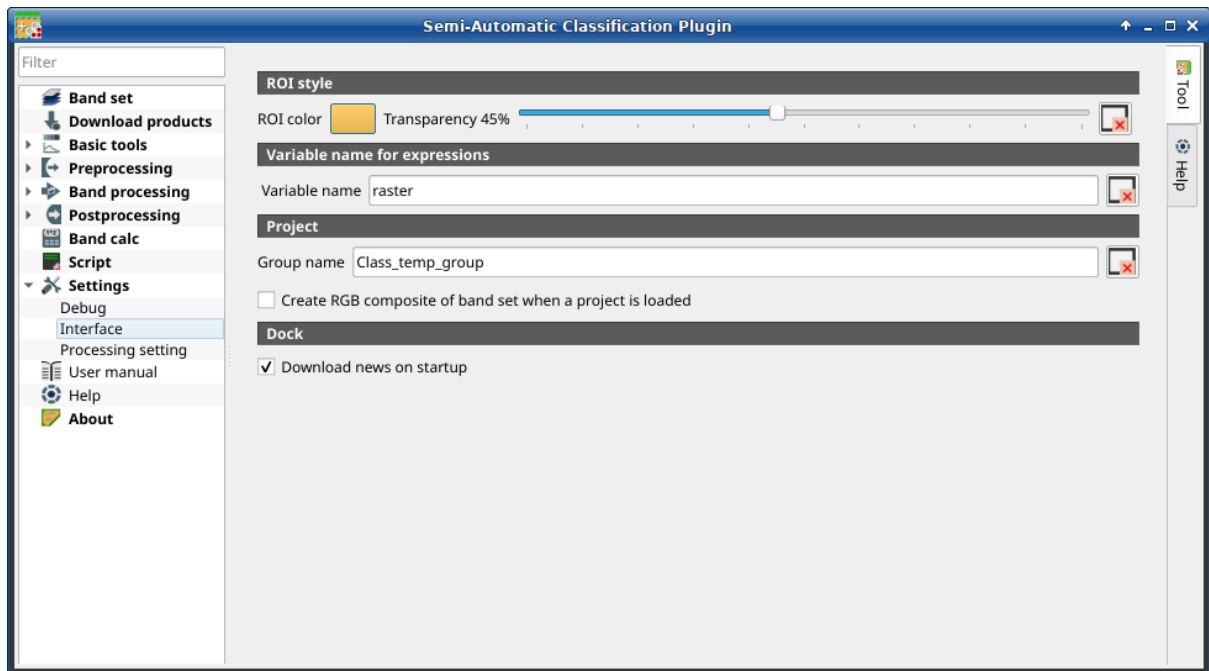 Semi-Automatic Classification Plugin
Filter
Band set
Download products
Basic tools
Preprocessing
Band processing
Postprocessing
Band calc
Script
Settings
Debug
Interface
Processing setting
User manual
Help
About
ROI style
ROI color Transparency 45%
Variable name for expressions
Variable name raster
Project
Group name Class_temp_group
Create RGB composite of band set when a project is loaded
Dock
Download news on startup
Tool
Help